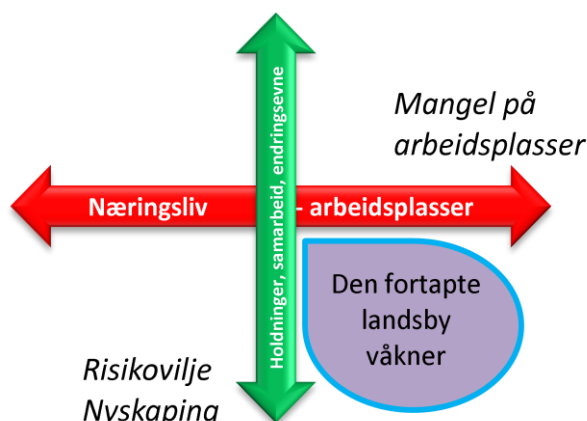 Mangel på
arbeidsplasser
Næringsliv - arbeidsplasser
Holdninger, samarbeid, endringsevne
Den fortapte
landsby
våkner
Risikovilje
Nyskaping